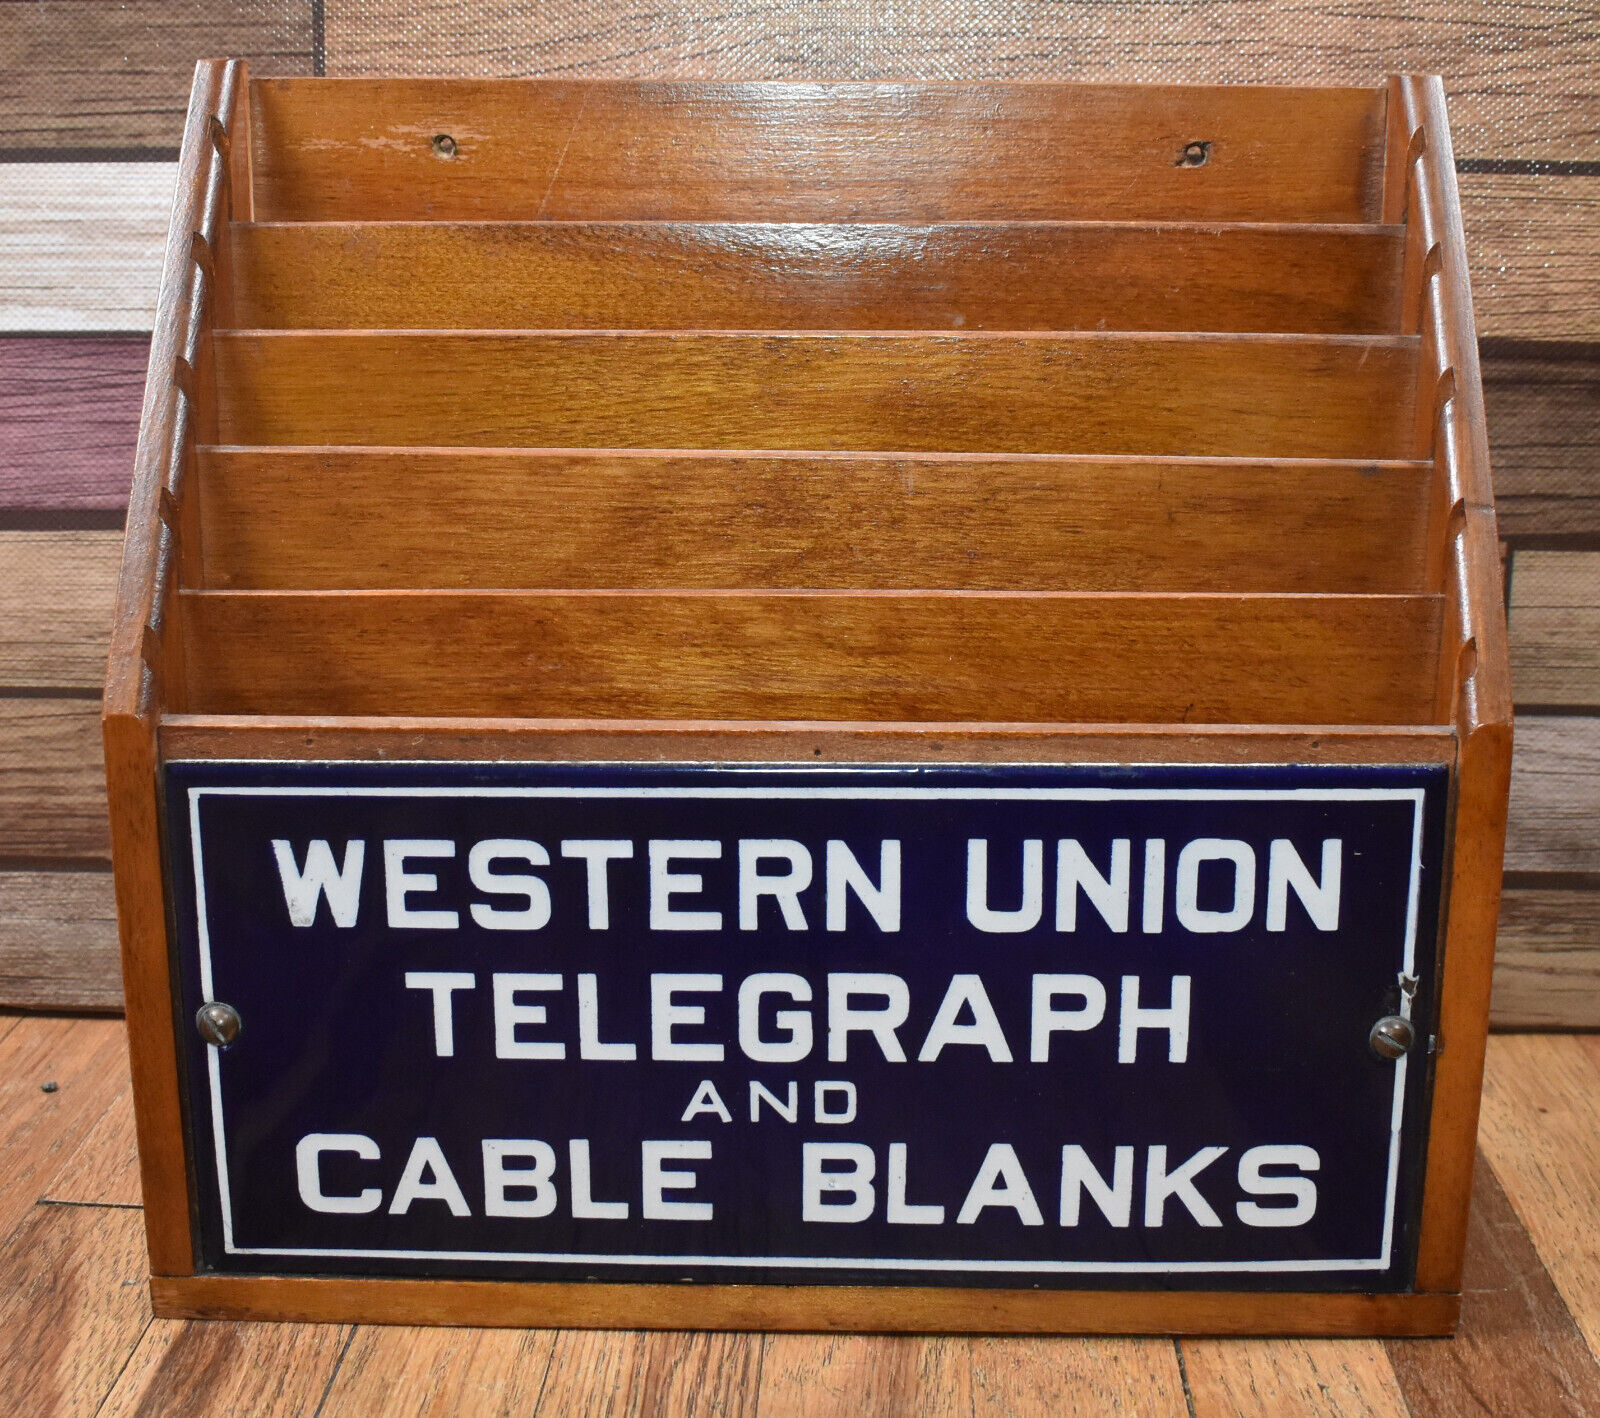 WESTERN UNION
TELEGRAPH
AND
CABLE BLANKS